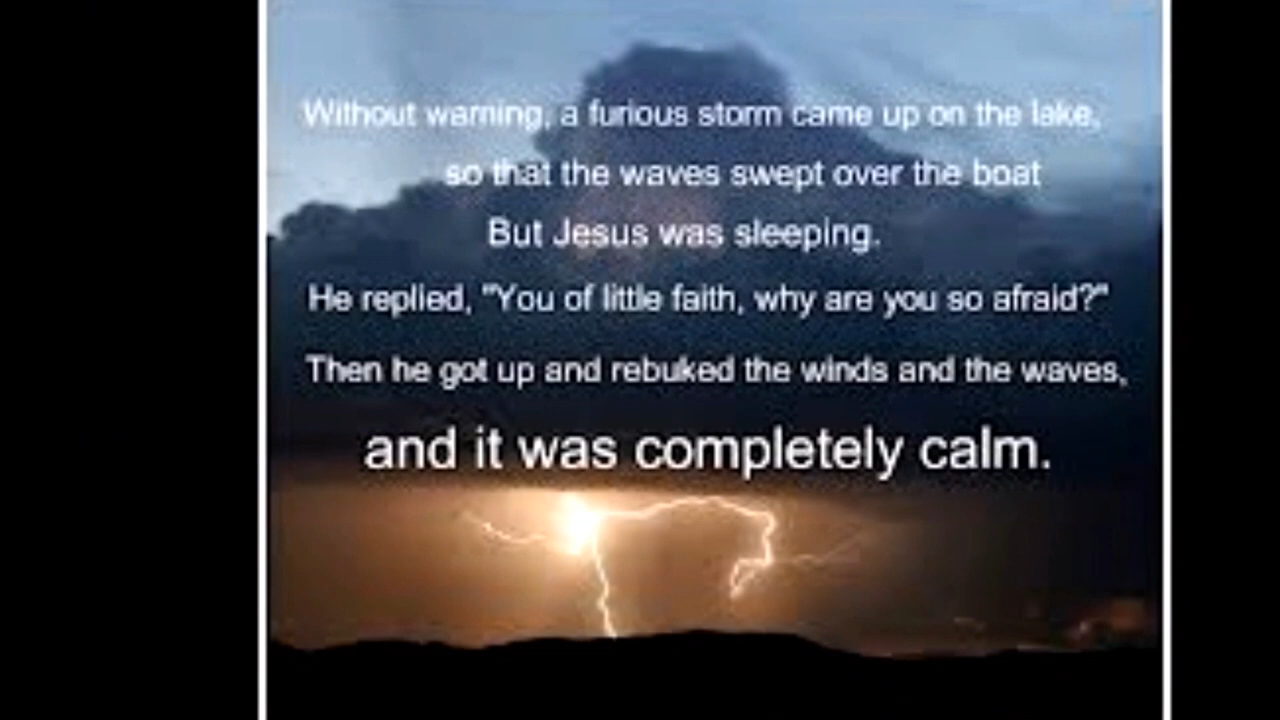 Without warning, a furious storm came up on the lake,
so that the waves swept over the boat
But Jesus was sleeping.
He replied, "You of little faith, why are you so afraid?"
Then he got up and rebuked the winds and the waves,
and it was completely calm.